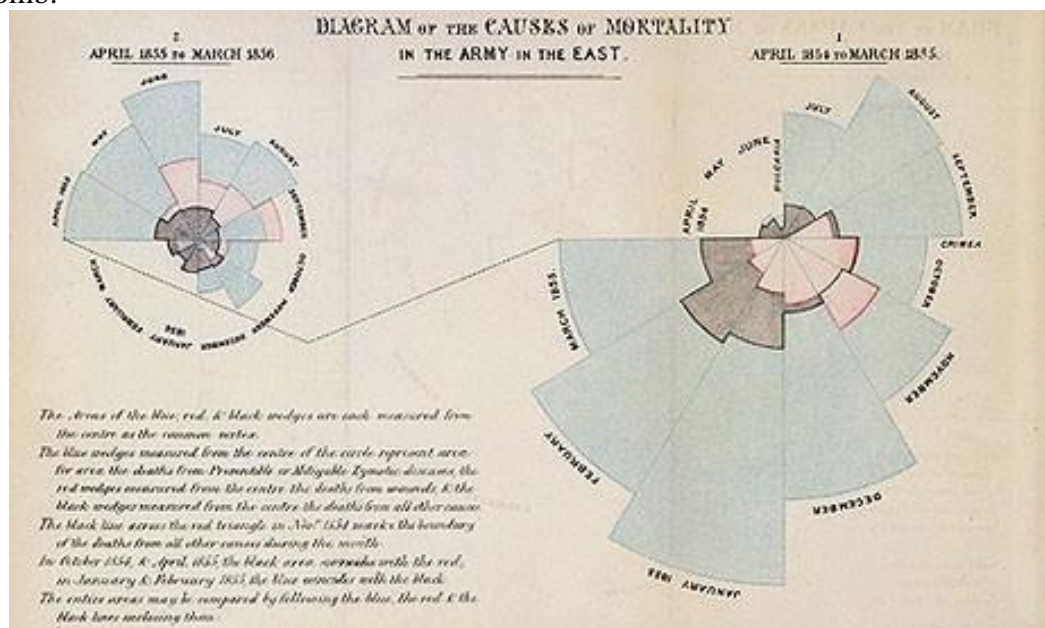 DIAGRAM OF THE CAUSES OF MORTALITY
IN THE ARMY IN THE EAST.
2
APRIL 1855 TO MARCH 1856
APRIL 1855
MAY
JUNE
JULY
AUGUST
SEPTEMBER
OCTOBER
NOVEMBER
DECEMBER
JANUARY
1856
FEBRUARY
MARCH
1
APRIL 1854 TO MARCH 1855.
APRIL
1854
MAY
JUNE
BULGARIA
JULY
AUGUST
SEPTEMBER
CRIMEA
OCTOBER
NOVEMBER
DECEMBER
JANUARY 1855
FEBRUARY
MARCH 1855
The Areas of the blue, red, & black wedges are each measured from
the centre as the common vertex.
The blue wedges measured from the centre of the circle represent area
for area the deaths from Preventible or Mitigable Zymotic diseases, the
red wedges measured from the centre the deaths from wounds, & the
black wedges measured from the centre the deaths from all other causes.
The black line across the red triangle in Novr. 1854 marks the boundary
of the deaths from all other causes during the month.
In October 1854, & April, 1855, the black area coincides with the red,
in January & February 1855, the blue coincides with the black.
The entire areas may be compared by following the blue, the red & the
black lines enclosing them.